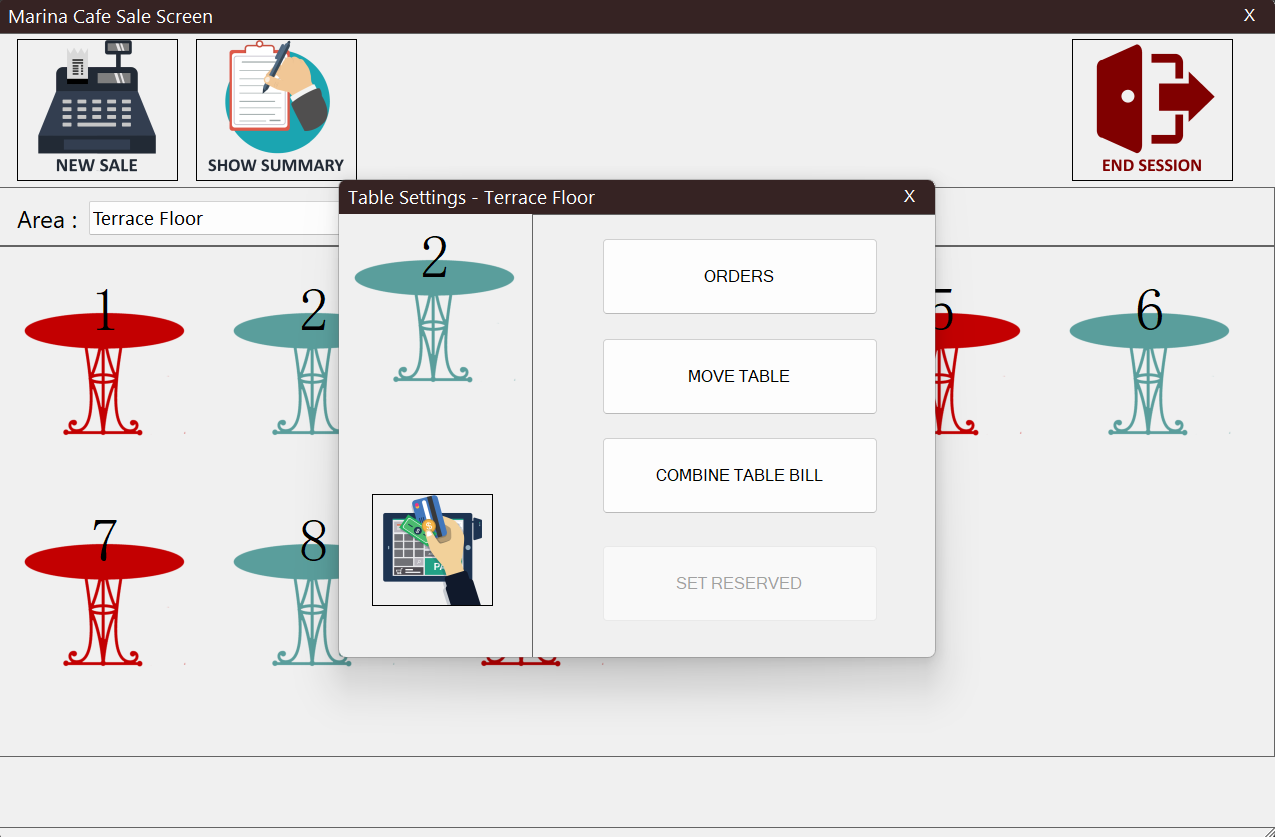 Marina Cafe Sale Screen X
NEW SALE
SHOW SUMMARY
END SESSION
Area : Terrace Floor
Table Settings - Terrace Floor X
2
ORDERS
MOVE TABLE
COMBINE TABLE BILL
SET RESERVED
1 2 5 6
7 8